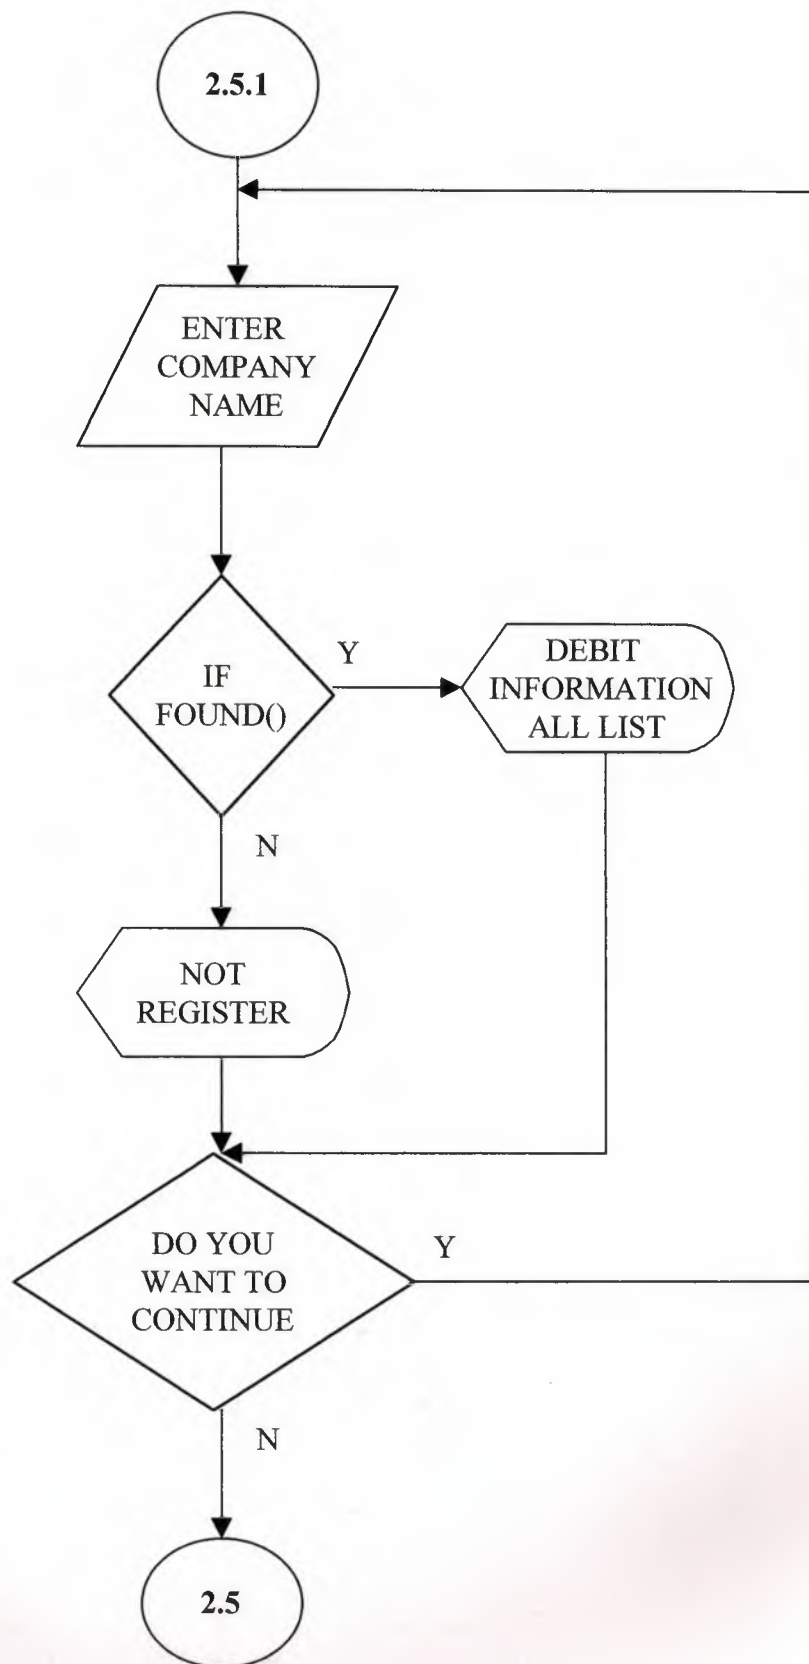 2.5.1
ENTER
COMPANY
NAME
IF
FOUND()
Y
DEBIT
INFORMATION
ALL LIST
N
NOT
REGISTER
DO YOU
WANT TO
CONTINUE
Y
N
2.5